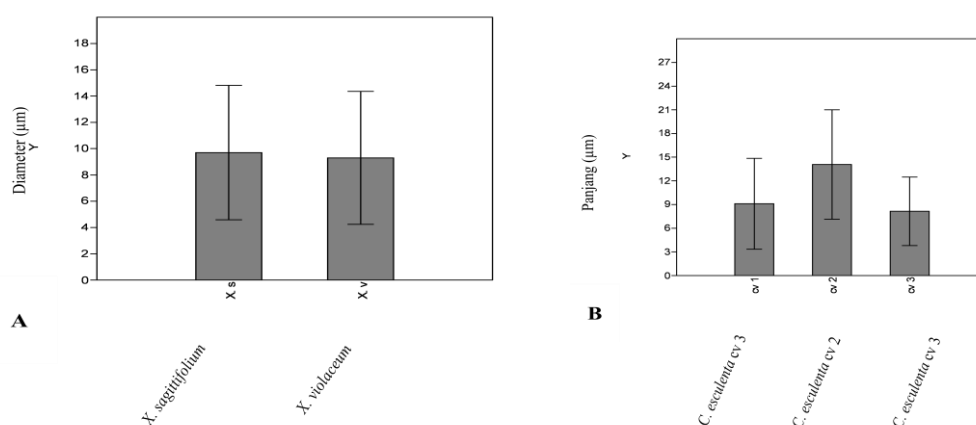 Diameter (µm)
Y
18
16
14
12
10
8
6
4
2
0
X. s
X. v
A
X. sagittifolium
X. violaceum
Panjang (µm)
Y
27
24
21
18
15
12
9
6
3
0
cv 1
cv 2
cv 3
B
C. esculenta cv 3
C. esculenta cv 2
C. esculenta cv 3